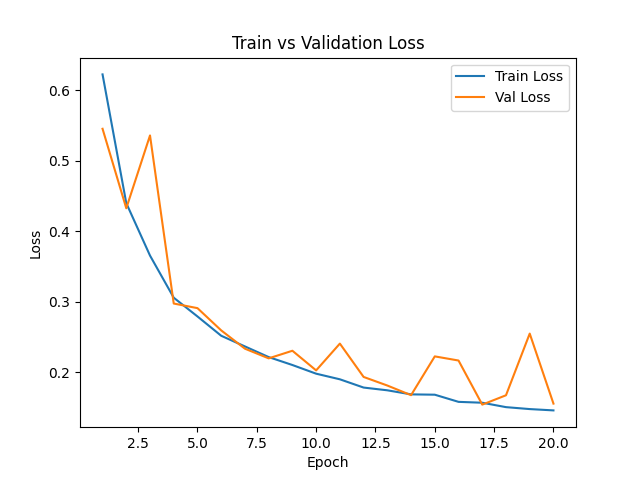 Train vs Validation Loss
Train Loss
Val Loss
0.6
0.5
0.4
0.3
0.2
Loss
2.5 5.0 7.5 10.0 12.5 15.0 17.5 20.0
Epoch